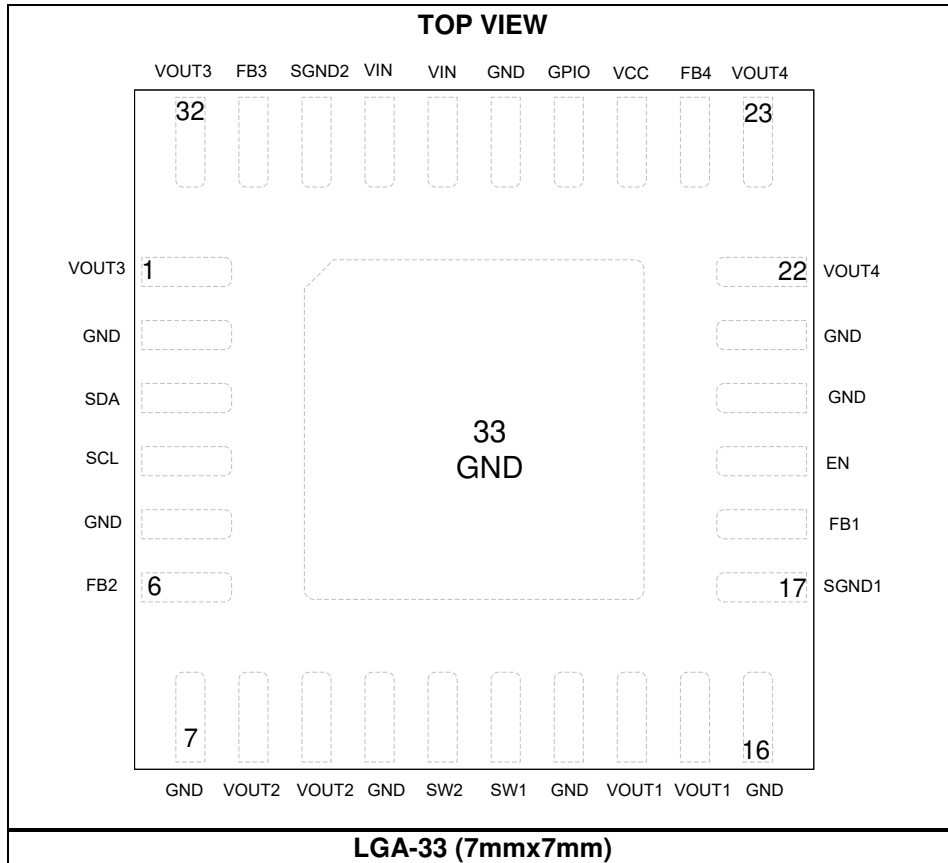 TOP VIEW
VOUT3 FB3 SGND2 VIN VIN GND GPIO VCC FB4 VOUT4
32 23
VOUT3 1 22 VOUT4
GND GND
SDA GND
33
GND
SCL EN
GND FB1
FB2 6 17 SGND1
7 16
GND VOUT2 VOUT2 GND SW2 SW1 GND VOUT1 VOUT1 GND
LGA-33 (7mmx7mm)